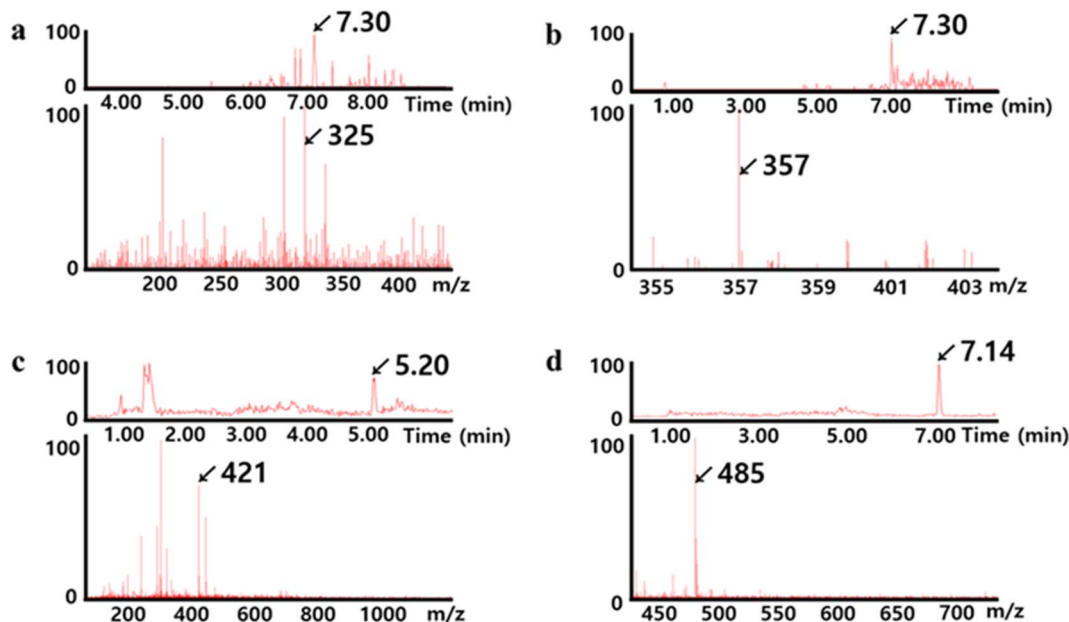 a
100
7.30
0
4.00 5.00 6.00 7.00 8.00 Time (min)
100
325
0
200 250 300 350 400 m/z
b
100
7.30
0
1.00 3.00 5.00 7.00 Time (min)
100
357
0
355 357 359 401 403 m/z
c
100
5.20
0
1.00 2.00 3.00 4.00 5.00 Time (min)
100
421
0
200 400 600 800 1000 m/z
d
100
7.14
0
1.00 3.00 5.00 7.00 Time (min)
100
485
0
450 500 550 600 650 700 m/z